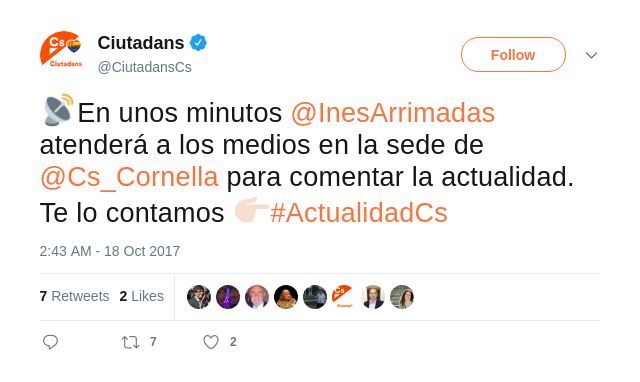 Cs
Ciutadans
Ciutadans
@CiutadansCs
Follow
En unos minutos @InesArrimadas
atenderá a los medios en la sede de
@Cs_Cornella para comentar la actualidad.
Te lo contamos #ActualidadCs
2:43 AM - 18 Oct 2017
7 Retweets 2 Likes
Cs
7 2